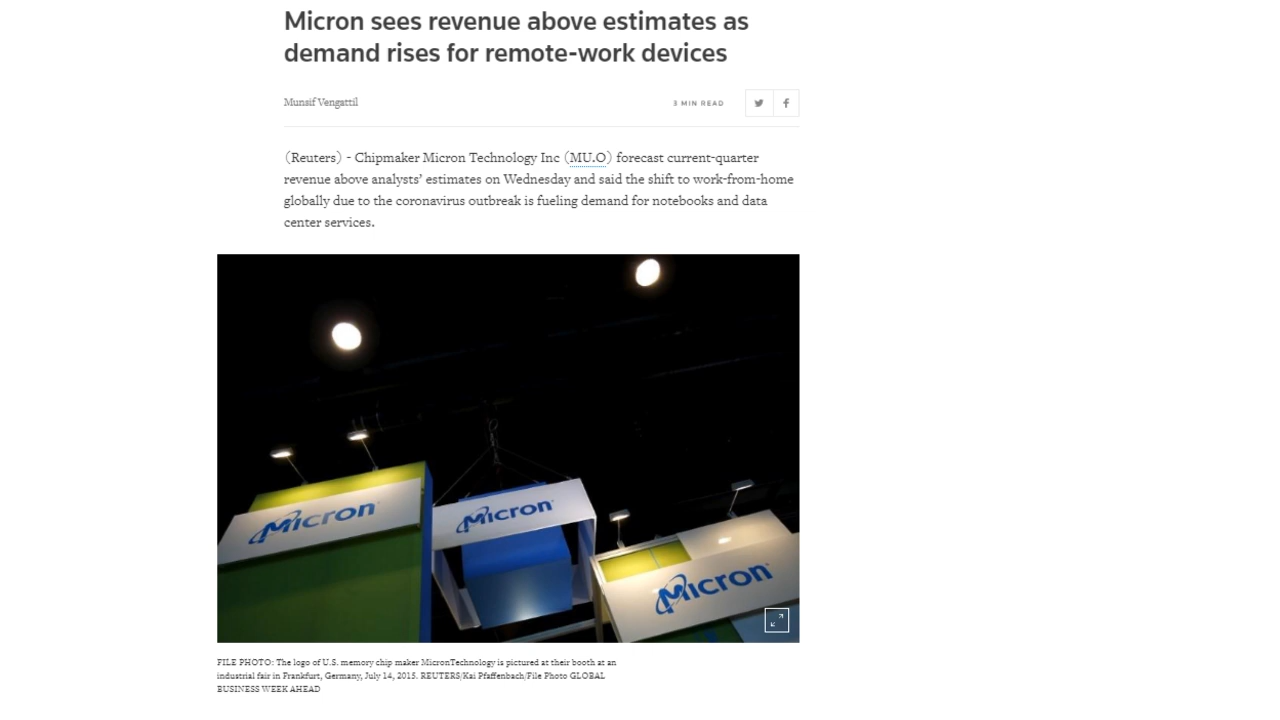 Micron sees revenue above estimates as
demand rises for remote-work devices
Munsif Vengattil
3 MIN READ
(Reuters) - Chipmaker Micron Technology Inc (MU.O) forecast current-quarter
revenue above analysts’ estimates on Wednesday and said the shift to work-from-home
globally due to the coronavirus outbreak is fueling demand for notebooks and data
center services.
Micron
Micron
Micron
FILE PHOTO: The logo of U.S. memory chip maker MicronTechnology is pictured at their booth at an
industrial fair in Frankfurt, Germany, July 14, 2015. REUTERS/Kai Pfaffenbach/File Photo GLOBAL
BUSINESS WEEK AHEAD